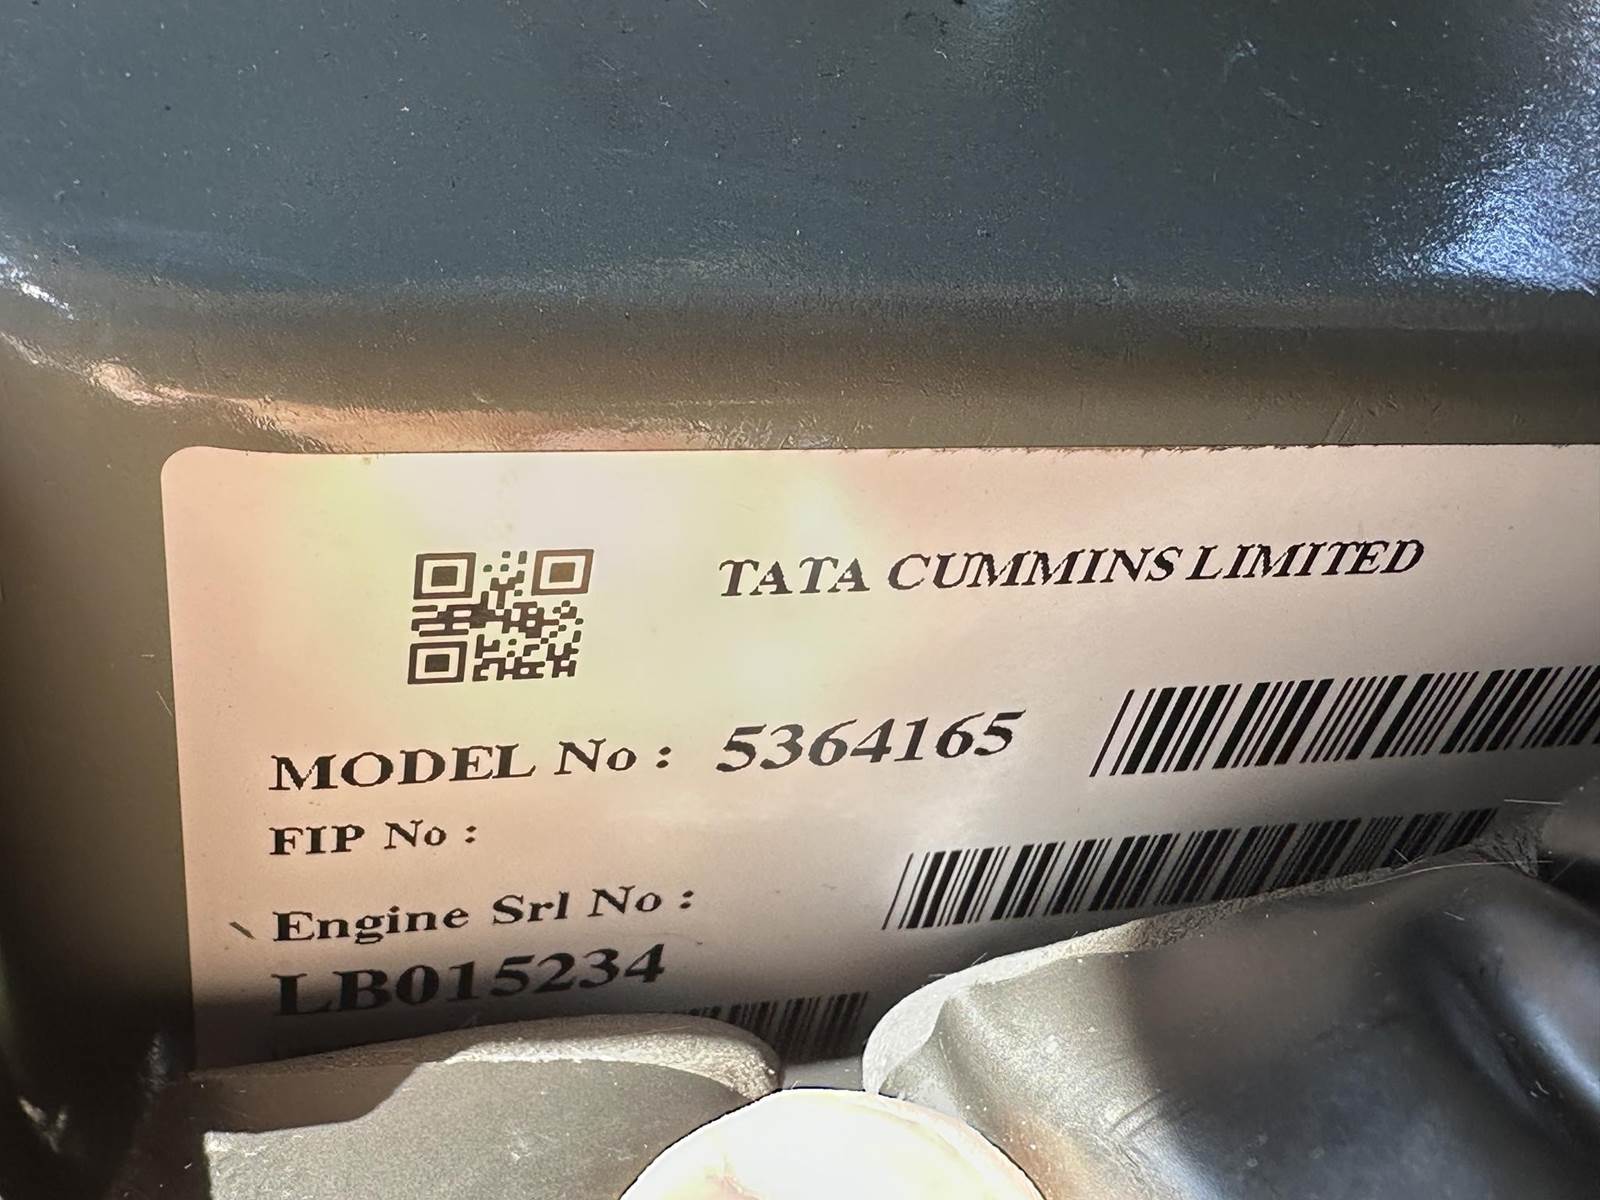 TATA CUMMINS LIMITED
MODEL No : 5364165
FIP No :
Engine Srl No :
LB015234